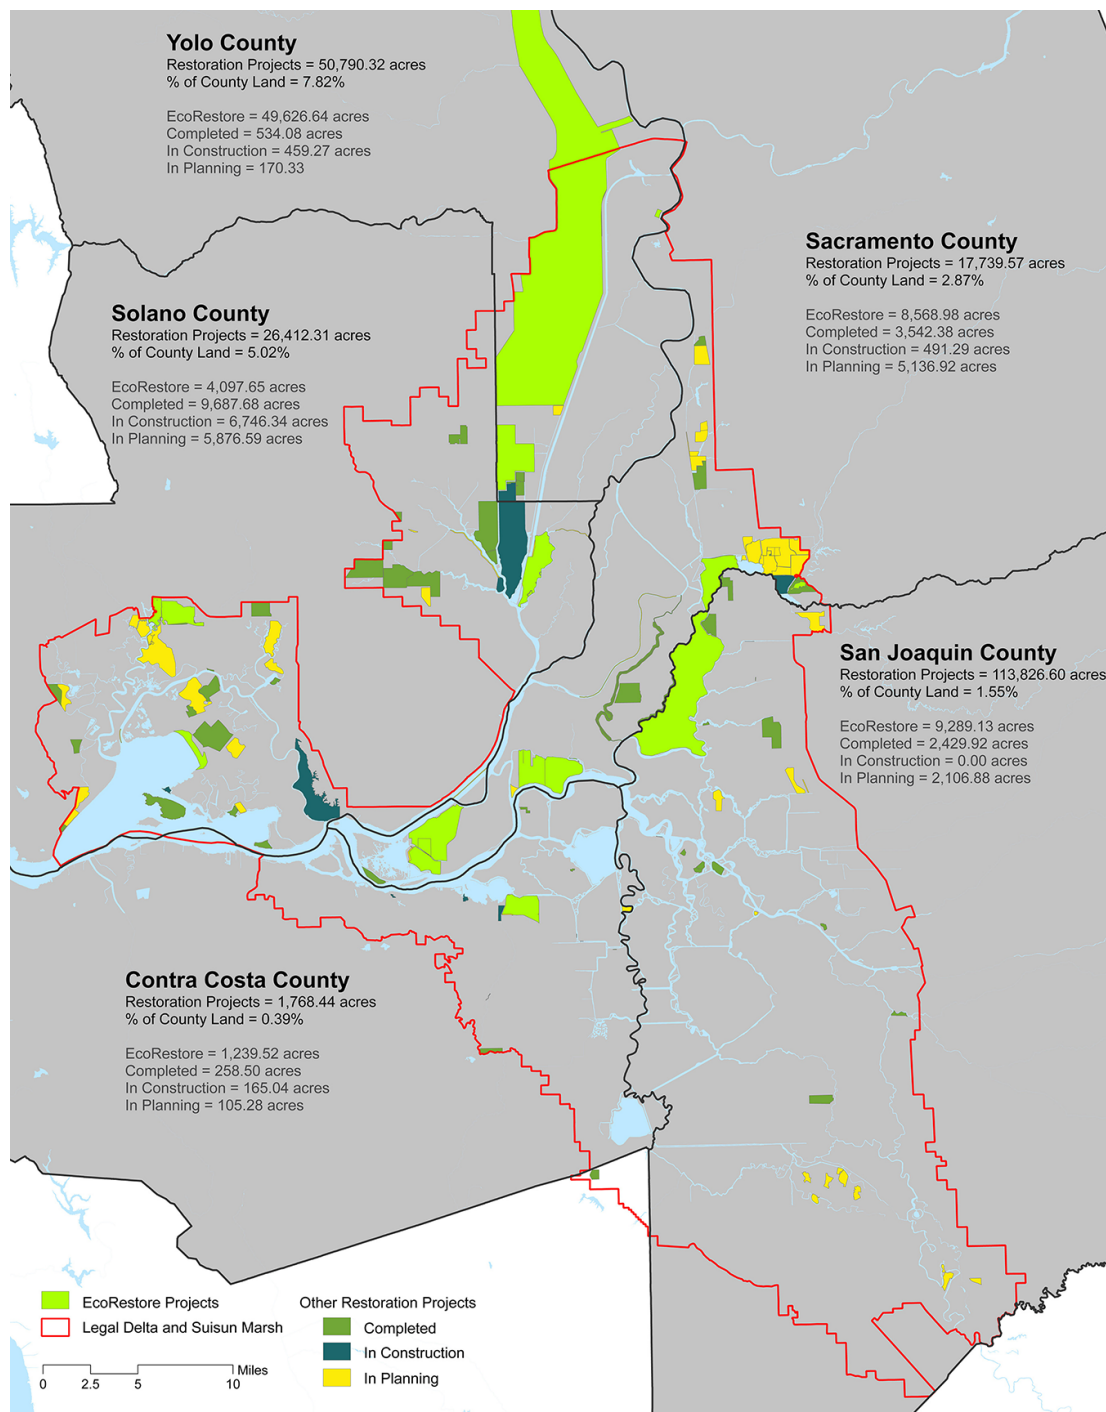 Yolo County
Restoration Projects = 50,790.32 acres
% of County Land = 7.82%
EcoRestore = 49,626.64 acres
Completed = 534.08 acres
In Construction = 459.27 acres
In Planning = 170.33
Sacramento County
Restoration Projects = 17,739.57 acres
% of County Land = 2.87%
EcoRestore = 8,568.98 acres
Completed = 3,542.38 acres
In Construction = 491.29 acres
In Planning = 5,136.92 acres
Solano County
Restoration Projects = 26,412.31 acres
% of County Land = 5.02%
EcoRestore = 4,097.65 acres
Completed = 9,687.68 acres
In Construction = 6,746.34 acres
In Planning = 5,876.59 acres
San Joaquin County
Restoration Projects = 113,826.60 acres
% of County Land = 1.55%
EcoRestore = 9,289.13 acres
Completed = 2,429.92 acres
In Construction = 0.00 acres
In Planning = 2,106.88 acres
Contra Costa County
Restoration Projects = 1,768.44 acres
% of County Land = 0.39%
EcoRestore = 1,239.52 acres
Completed = 258.50 acres
In Construction = 165.04 acres
In Planning = 105.28 acres
EcoRestore Projects
Legal Delta and Suisun Marsh
Miles
0 2.5 5 10
Other Restoration Projects
Completed
In Construction
In Planning